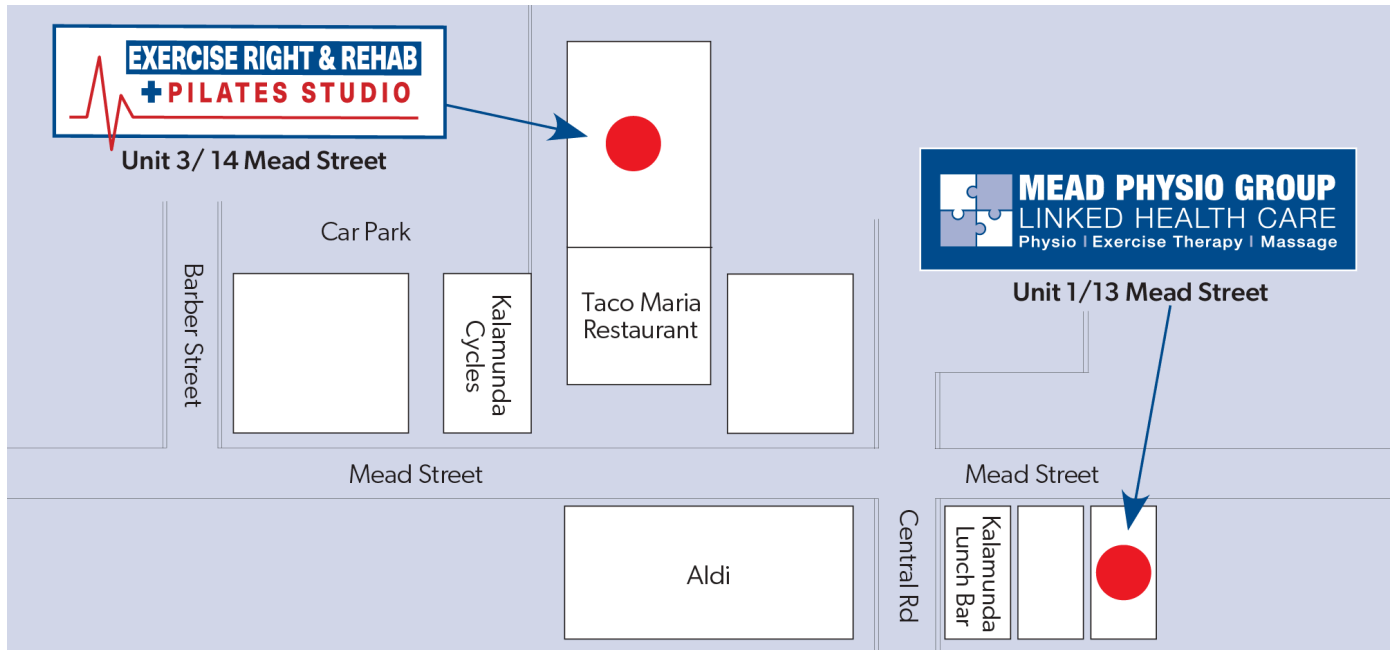 EXERCISE RIGHT & REHAB
+ PILATES STUDIO
Unit 3/ 14 Mead Street
MEAD PHYSIO GROUP
LINKED HEALTH CARE
Physio | Exercise Therapy | Massage
Unit 1/13 Mead Street
Car Park
Barber Street
Kalamunda
Cycles
Taco Maria
Restaurant
Mead Street
Mead Street
Aldi
Central Rd
Kalamunda
Lunch Bar